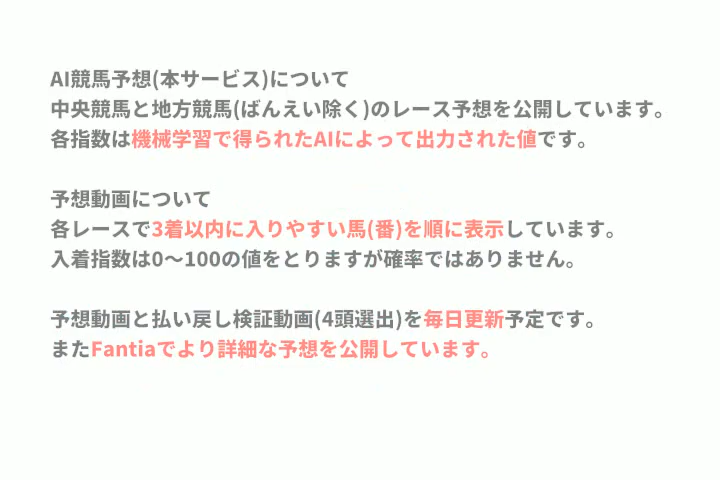 AI競馬予想(本サービス)について
中央競馬と地方競馬(ばんえい除く)のレース予想を公開しています。
各指数は機械学習で得られたAIによって出力された値です。
予想動画について
各レースで3着以内に入りやすい馬(番)を順に表示しています。
入着指数は0〜100の値をとりますが確率ではありません。
予想動画と払い戻し検証動画(4頭選出)を毎日更新予定です。
またFantiaでより詳細な予想を公開しています。